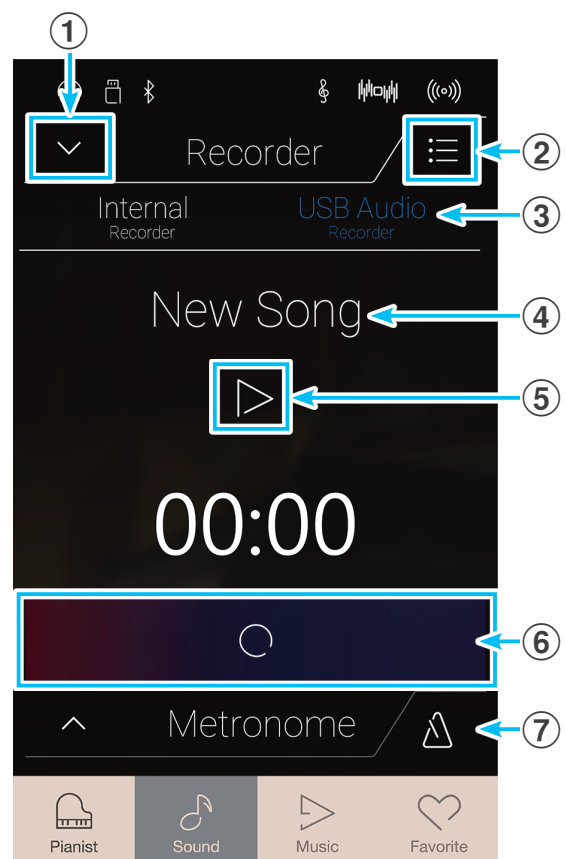 1
Recorder
2
Internal
Recorder
USB Audio
Recorder
3
New Song
4
5
00:00
6
Metronome
7
Pianist
Sound
Music
Favorite